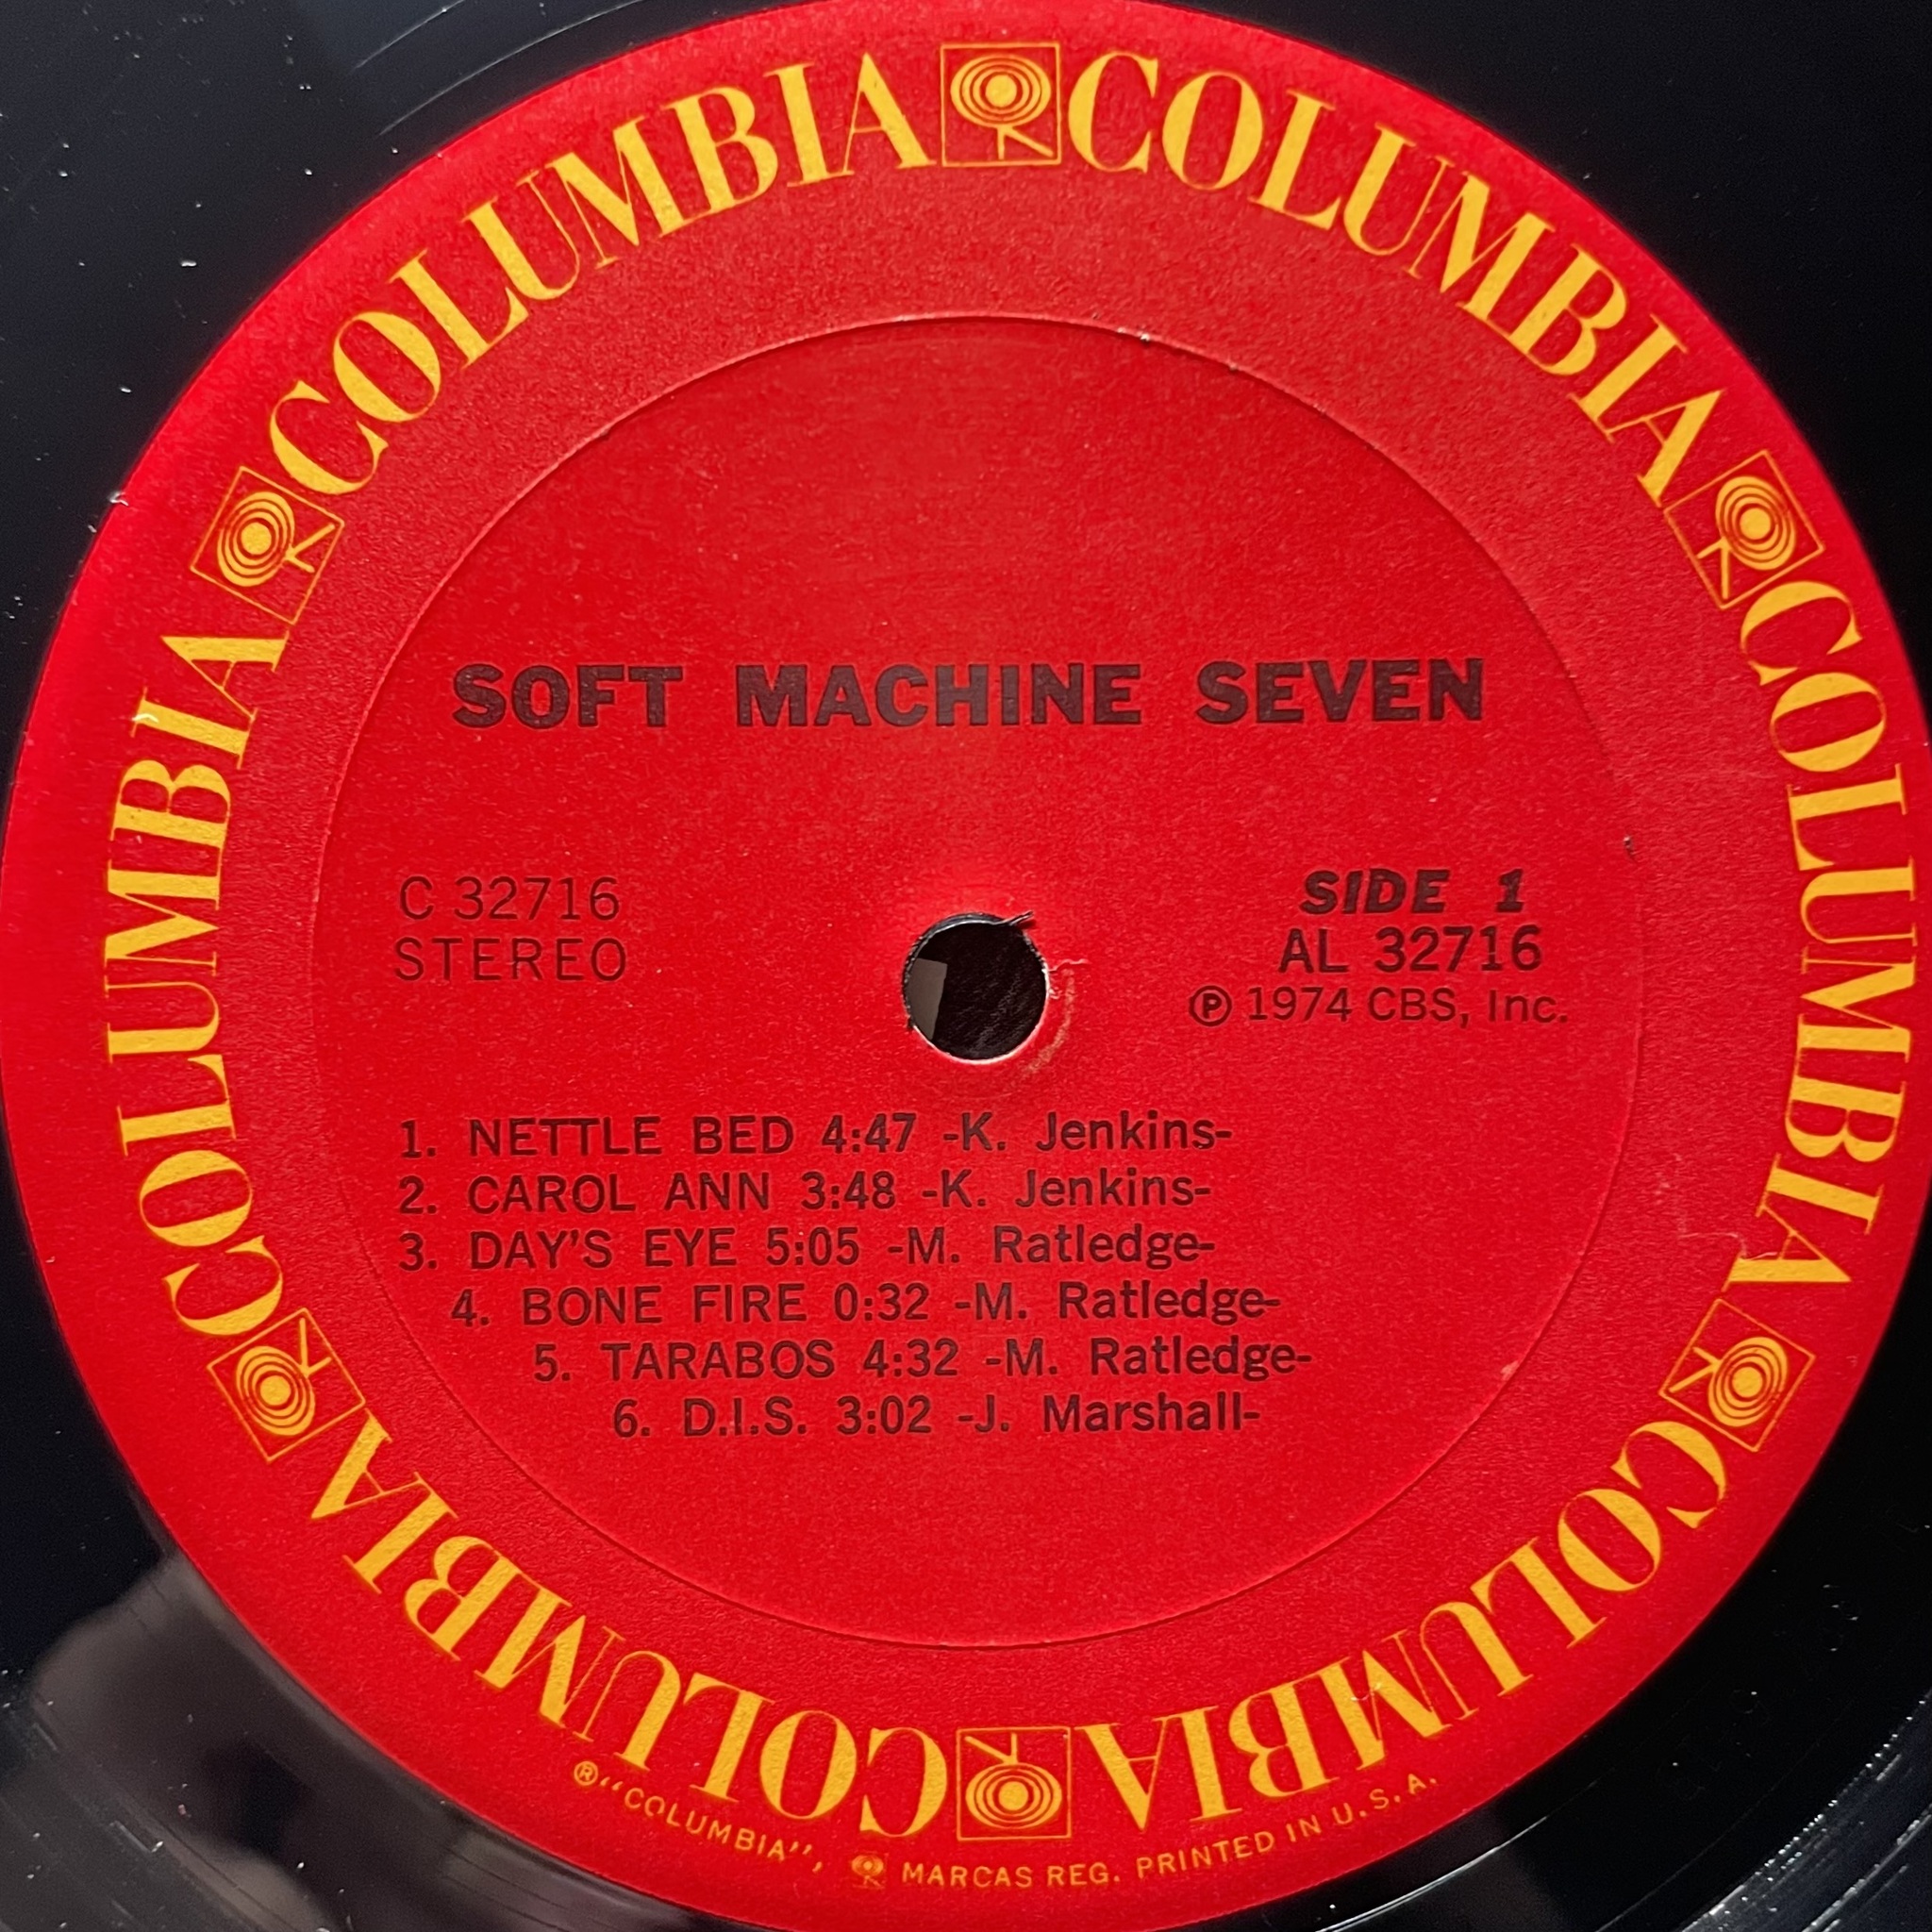 COLUMBIA COLUMBIA COLUMBIA COLUMBIA COLUMBIA COLUMBIA
SOFT MACHINE SEVEN
C 32716
STEREO
SIDE 1
AL 32716
Ⓟ 1974 CBS, Inc.
1. NETTLE BED 4:47 -K. Jenkins-
2. CAROL ANN 3:48 -K. Jenkins-
3. DAY'S EYE 5:05 -M. Ratledge-
4. BONE FIRE 0:32 -M. Ratledge-
5. TARABOS 4:32 -M. Ratledge-
6. D.I.S. 3:02 -J. Marshall-
®"COLUMBIA", MARCAS REG. PRINTED IN U.S.A.